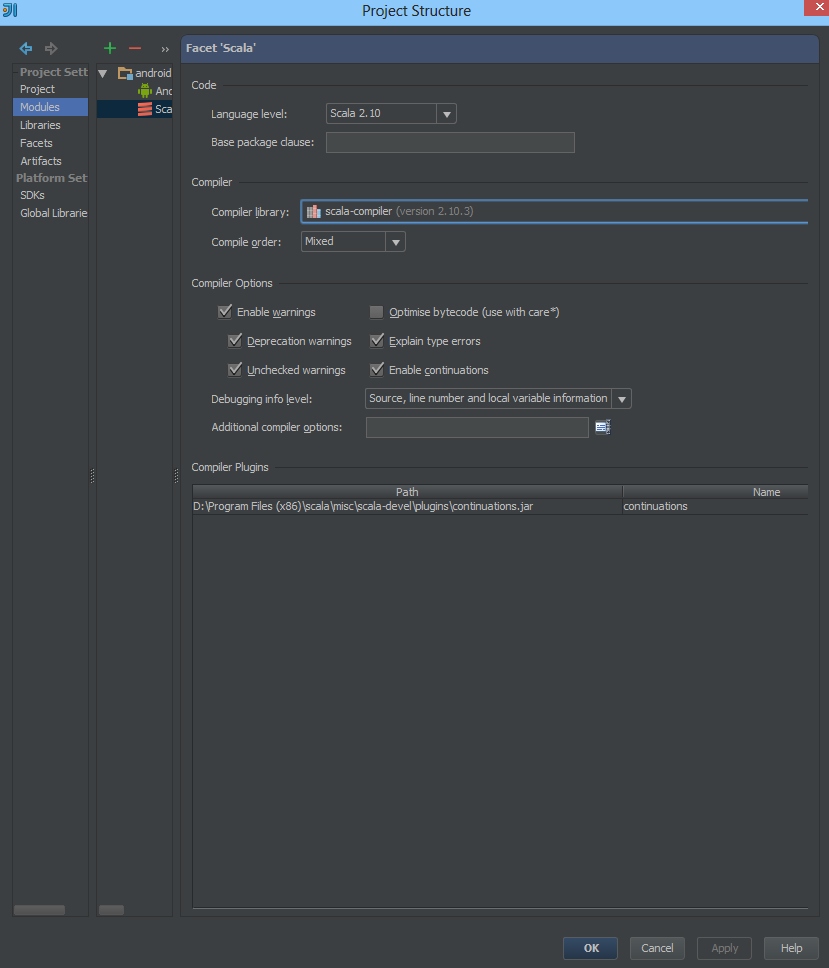 Project Structure
Project Sett
Project
Modules
Libraries
Facets
Artifacts
Platform Set
SDKs
Global Librarie
android
And
Sca
Facet 'Scala'
Code
Language level: Scala 2.10
Base package clause:
Compiler
Compiler library: scala-compiler (version 2.10.3)
Compile order: Mixed
Compiler Options
Enable warnings Optimise bytecode (use with care*)
Deprecation warnings Explain type errors
Unchecked warnings Enable continuations
Debugging info level: Source, line number and local variable information
Additional compiler options:
Compiler Plugins
Path Name
D:\Program Files (x86)\scala\misc\scala-devel\plugins\continuations.jar continuations
OK Cancel Apply Help